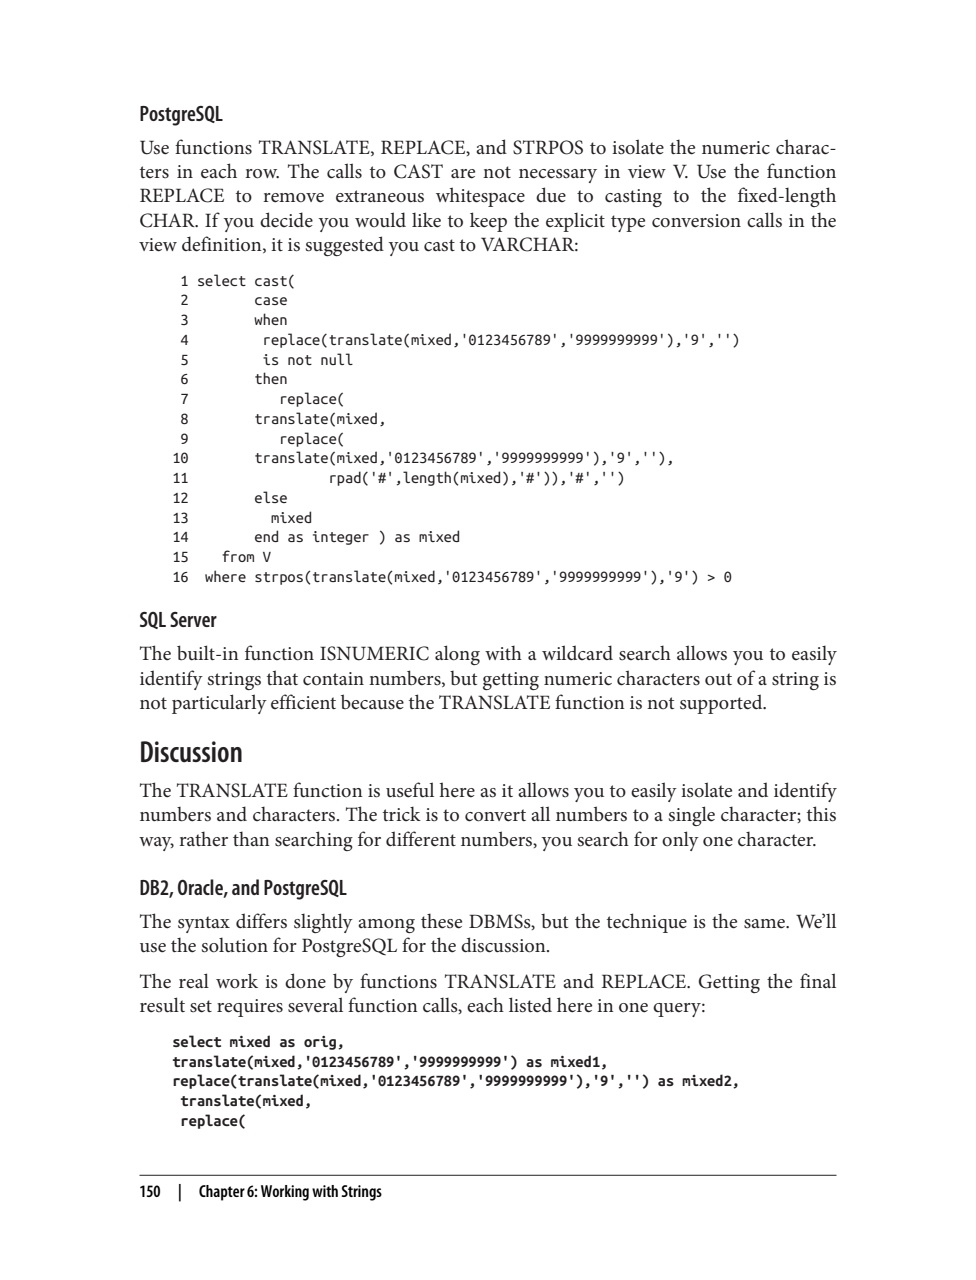 PostgreSQL
Use functions TRANSLATE, REPLACE, and STRPOS to isolate the numeric charac-
ters in each row. The calls to CAST are not necessary in view V. Use the function
REPLACE to remove extraneous whitespace due to casting to the fixed-length
CHAR. If you decide you would like to keep the explicit type conversion calls in the
view definition, it is suggested you cast to VARCHAR:
1 select cast(
2        case
3        when
4         replace(translate(mixed,'0123456789','9999999999'),'9','')
5         is not null
6        then
7           replace(
8        translate(mixed,
9           replace(
10        translate(mixed,'0123456789','9999999999'),'9',''),
11                 rpad('#',length(mixed),'#')),'#','')
12        else
13          mixed
14        end as integer ) as mixed
15    from V
16  where strpos(translate(mixed,'0123456789','9999999999'),'9') > 0
SQL Server
The built-in function ISNUMERIC along with a wildcard search allows you to easily
identify strings that contain numbers, but getting numeric characters out of a string is
not particularly efficient because the TRANSLATE function is not supported.
Discussion
The TRANSLATE function is useful here as it allows you to easily isolate and identify
numbers and characters. The trick is to convert all numbers to a single character; this
way, rather than searching for different numbers, you search for only one character.
DB2, Oracle, and PostgreSQL
The syntax differs slightly among these DBMSs, but the technique is the same. We’ll
use the solution for PostgreSQL for the discussion.
The real work is done by functions TRANSLATE and REPLACE. Getting the final
result set requires several function calls, each listed here in one query:
select mixed as orig,
translate(mixed,'0123456789','9999999999') as mixed1,
replace(translate(mixed,'0123456789','9999999999'),'9','') as mixed2,
 translate(mixed,
 replace(
150 | Chapter 6: Working with Strings